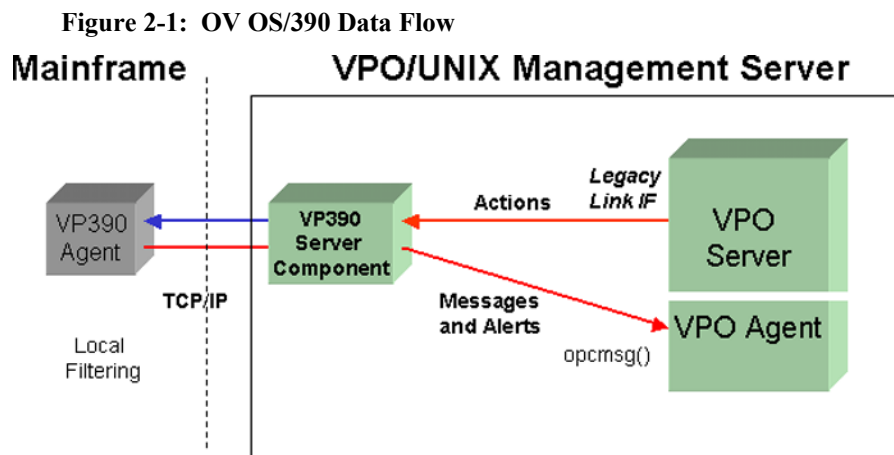 Figure 2-1: OV OS/390 Data Flow
Mainframe
VPO/UNIX Management Server
VP390
Agent
TCP/IP
Local
Filtering
VP390
Server
Component
Actions
Legacy
Link IF
Messages
and Alerts
opcmsg()
VPO
Server
VPO Agent